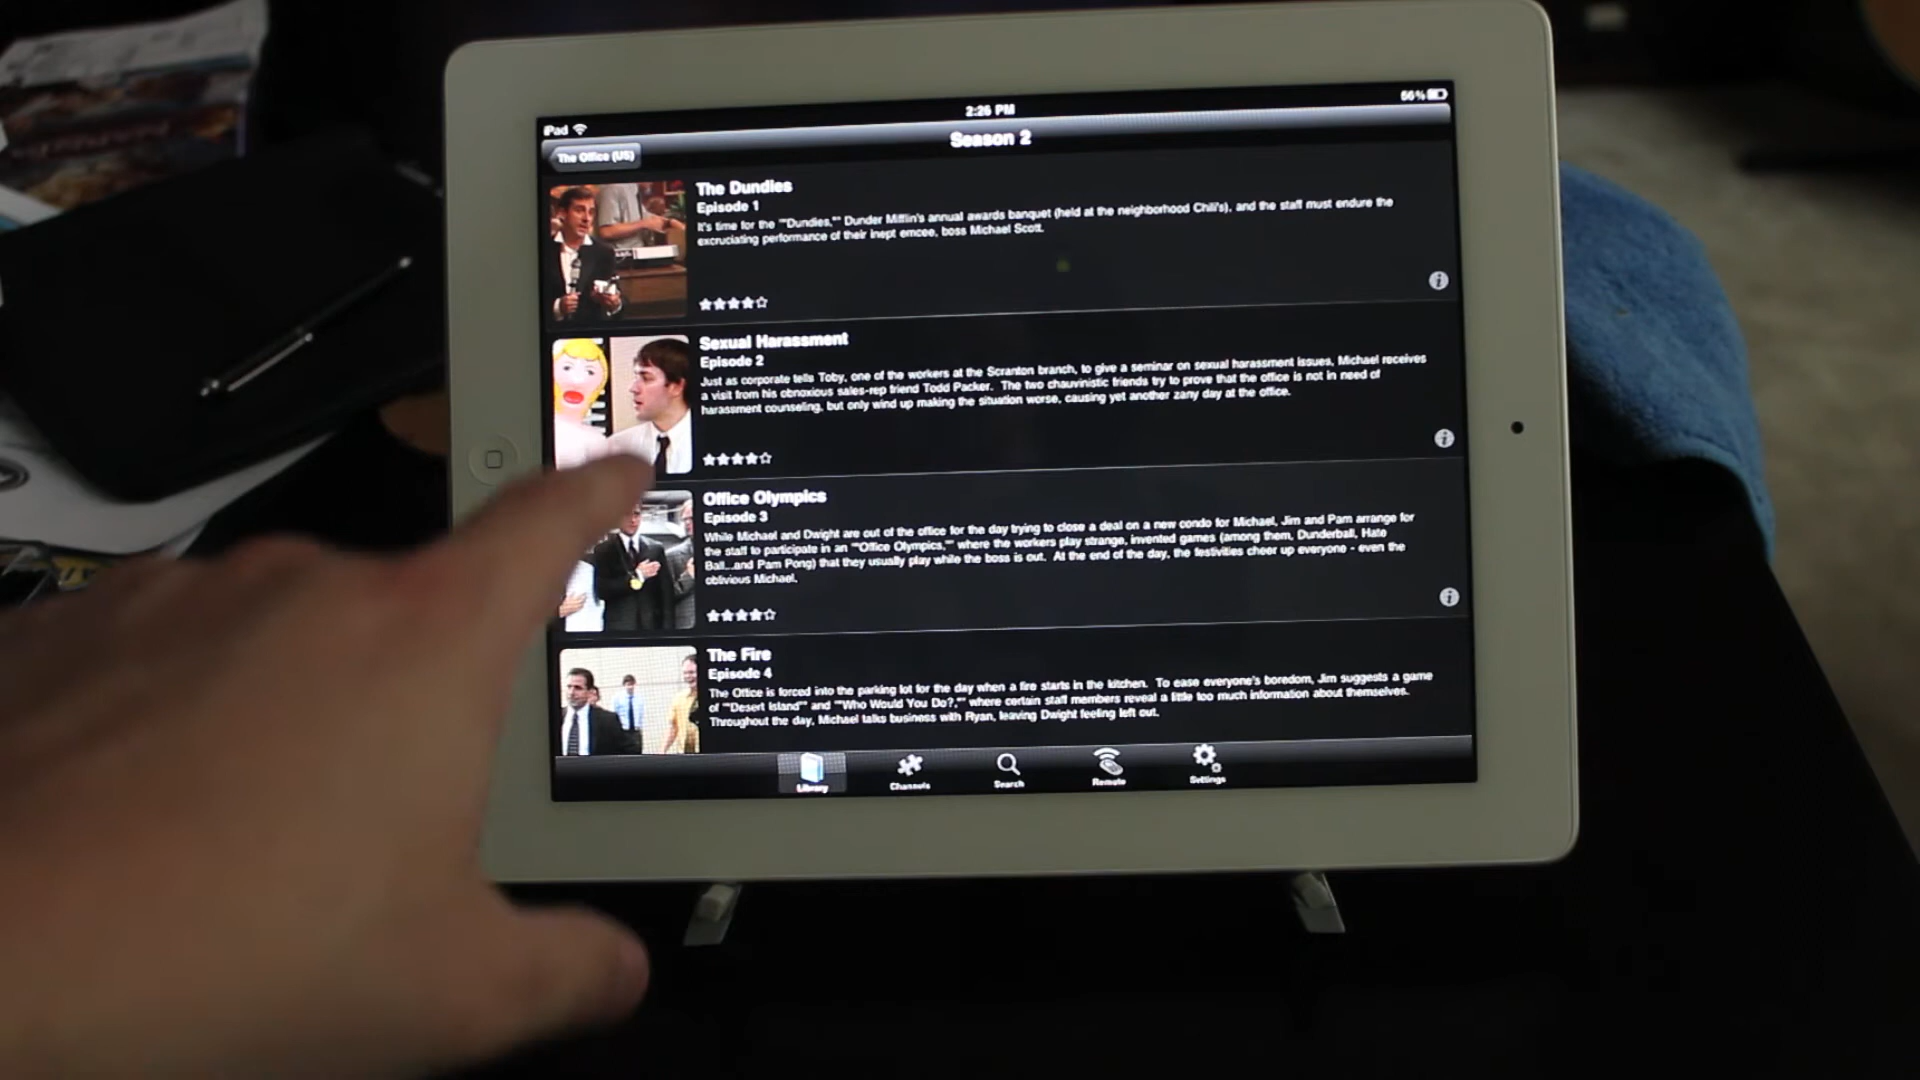 iPad
2:26 PM
56%
The Office (US)
Season 2
The Dundies
Episode 1
It's time for the ""Dundies,"" Dunder Mifflin's annual awards banquet (held at the neighborhood Chili's), and the staff must endure the
excruciating performance of their inept emcee, boss Michael Scott.
Sexual Harassment
Episode 2
Just as corporate tells Toby, one of the workers at the Scranton branch, to give a seminar on sexual harassment issues, Michael receives
a visit from his obnoxious sales-rep friend Todd Packer. The two chauvinistic friends try to prove that the office is not in need of
harassment counseling, but only wind up making the situation worse, causing yet another zany day at the office.
Office Olympics
Episode 3
While Michael and Dwight are out of the office for the day trying to close a deal on a new condo for Michael, Jim and Pam arrange for
the staff to participate in an ""Office Olympics,"" where the workers play strange, invented games (among them, Dunderball, Hate
Ball...and Pam Pong) that they usually play while the boss is out. At the end of the day, the festivities cheer up everyone - even the
oblivious Michael.
The Fire
Episode 4
The Office is forced into the parking lot for the day when a fire starts in the kitchen. To ease everyone's boredom, Jim suggests a game
of ""Desert Island"" and ""Who Would You Do?,"" where certain staff members reveal a little too much information about themselves.
Throughout the day, Michael talks business with Ryan, leaving Dwight feeling left out.
Library
Channels
Search
Remote
Settings